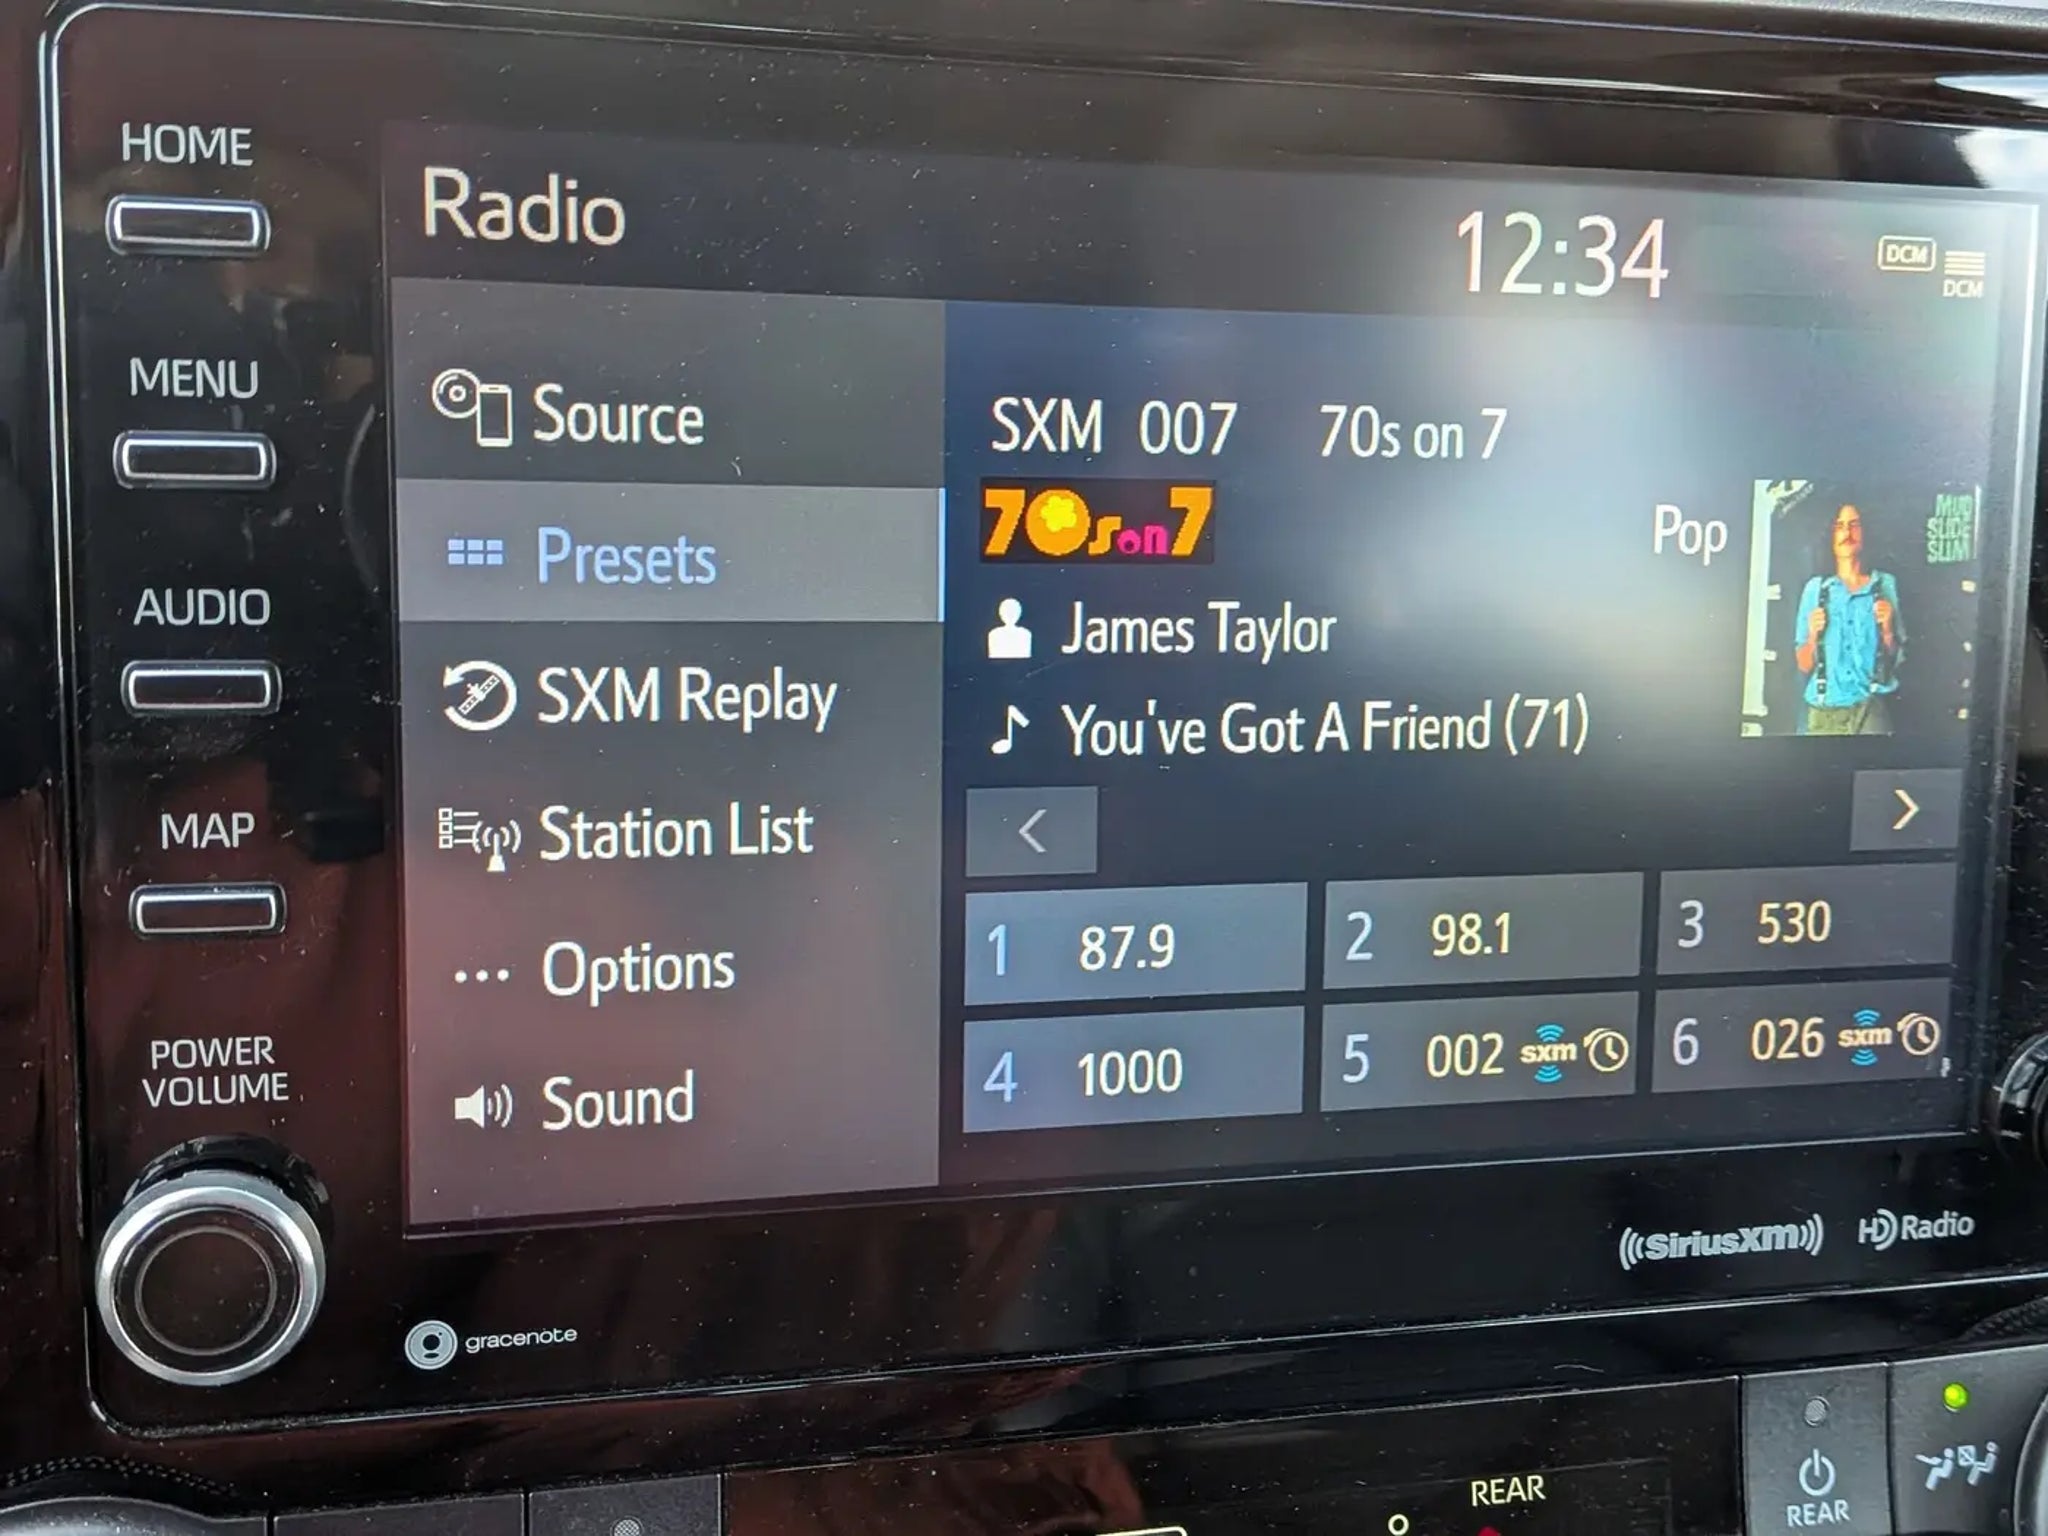 HOME
MENU
AUDIO
MAP
POWER
VOLUME
Radio
12:34
DCM
DCM
Source
Presets
SXM Replay
Station List
Options
Sound
SXM 007 70s on 7
70s on 7
Pop
MUD
SLIDE
SLIM
James Taylor
You've Got A Friend (71)
1 87.9
2 98.1
3 530
4 1000
5 002 sxm
6 026 sxm
SiriusXM
HD Radio
gracenote
REAR
REAR